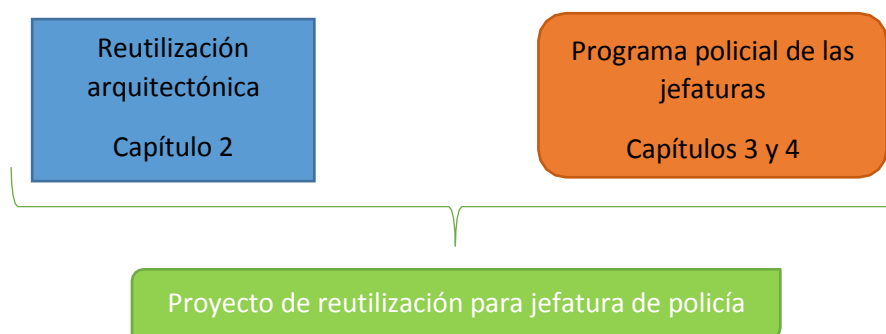 Reutilización
arquitectónica
Capítulo 2
Programa policial de las
jefaturas
Capítulos 3 y 4
Proyecto de reutilización para jefatura de policía